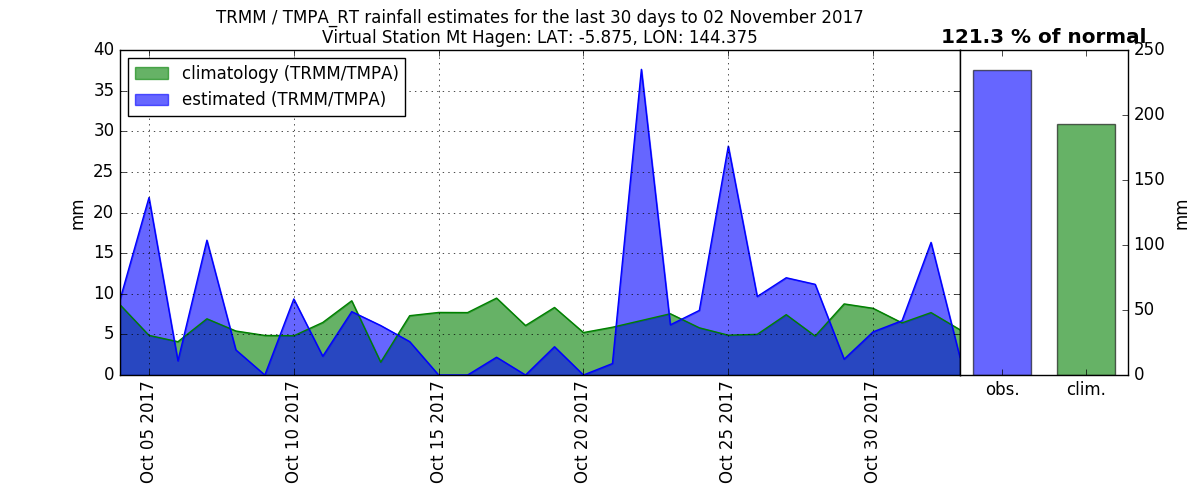 TRMM / TMPA_RT rainfall estimates for the last 30 days to 02 November 2017
Virtual Station Mt Hagen: LAT: -5.875, LON: 144.375
121.3 % of normal
climatology (TRMM/TMPA)
estimated (TRMM/TMPA)
40
35
30
25
20
15
10
5
0
mm
Oct 05 2017
Oct 10 2017
Oct 15 2017
Oct 20 2017
Oct 25 2017
Oct 30 2017
250
200
150
100
50
0
mm
obs.
clim.